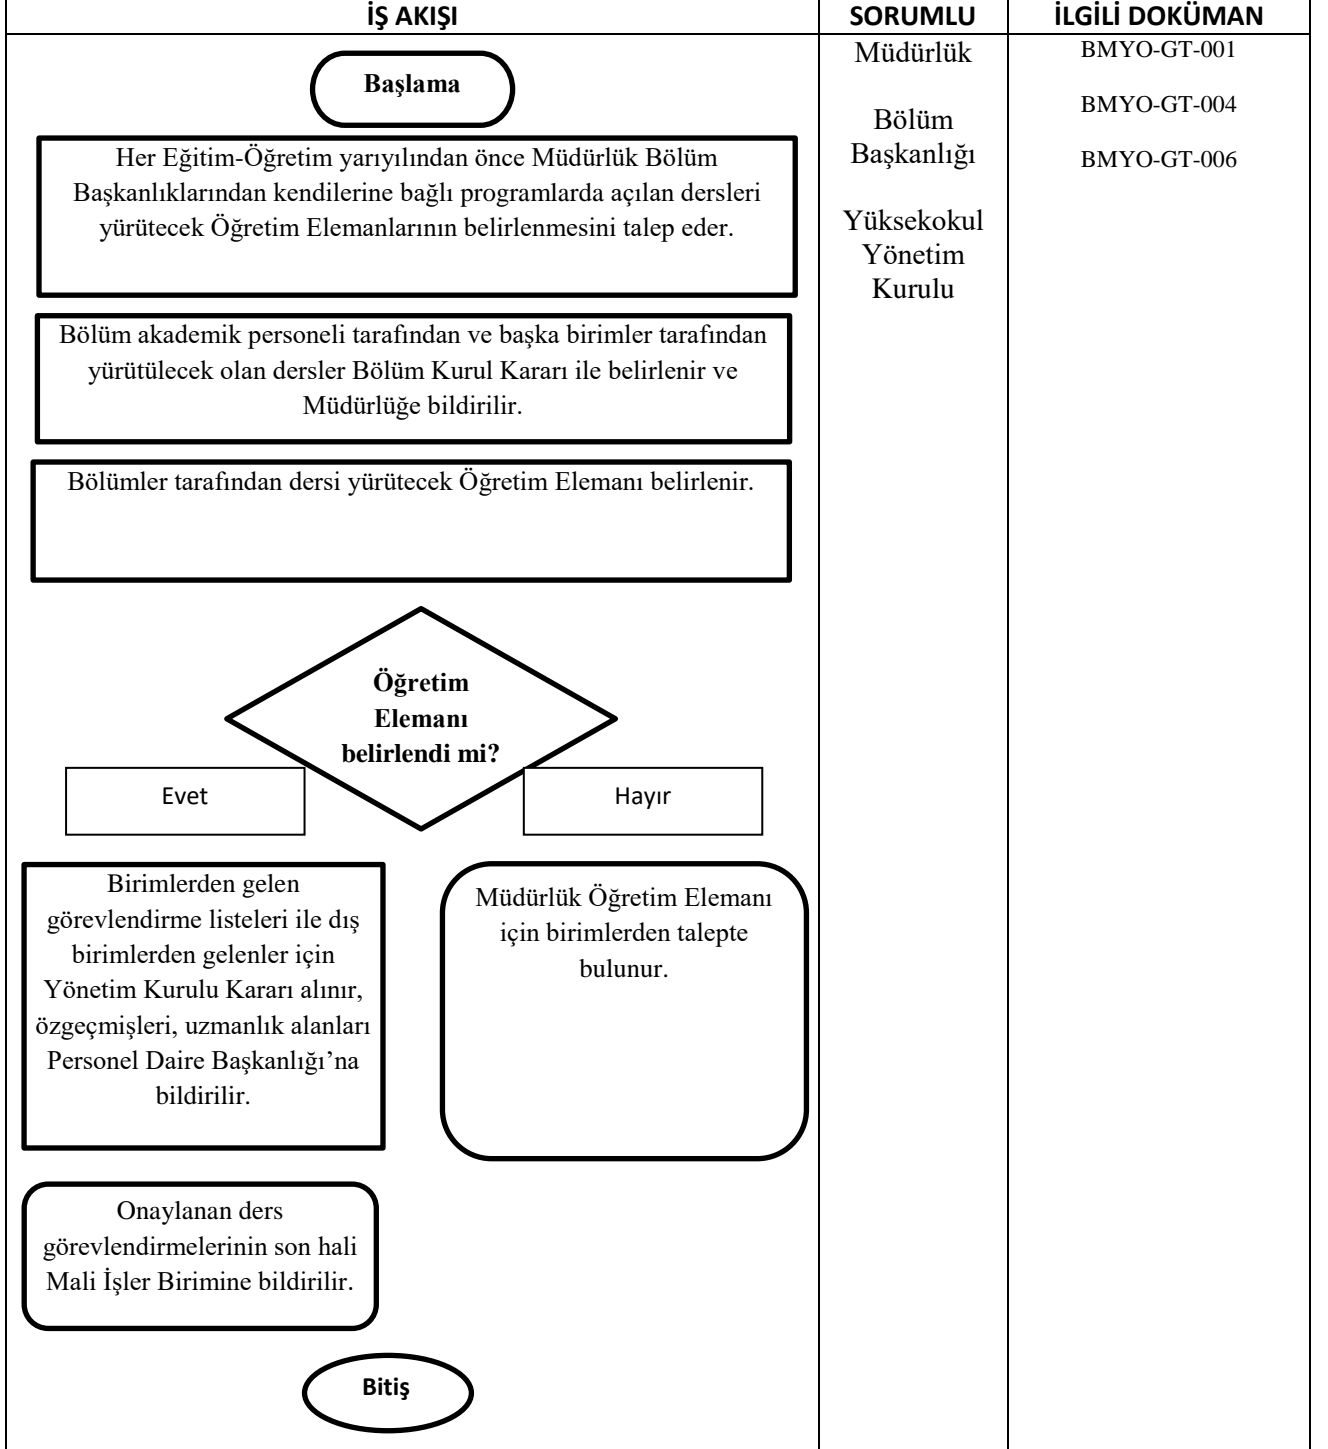 İŞ AKIŞI
SORUMLU
İLGİLİ DOKÜMAN
Başlama
Her Eğitim-Öğretim yarıyılından önce Müdürlük Bölüm
Başkanlıklarından kendilerine bağlı programlarda açılan dersleri
yürütecek Öğretim Elemanlarının belirlenmesini talep eder.
Bölüm akademik personeli tarafından ve başka birimler tarafından
yürütülecek olan dersler Bölüm Kurul Kararı ile belirlenir ve
Müdürlüğe bildirilir.
Bölümler tarafından dersi yürütecek Öğretim Elemanı belirlenir.
Öğretim
Elemanı
belirlendi mi?
Evet
Hayır
Birimlerden gelen
görevlendirme listeleri ile dış
birimlerden gelenler için
Yönetim Kurulu Kararı alınır,
özgeçmişleri, uzmanlık alanları
Personel Daire Başkanlığı’na
bildirilir.
Müdürlük Öğretim Elemanı
için birimlerden talepte
bulunur.
Onaylanan ders
görevlendirmelerinin son hali
Mali İşler Birimine bildirilir.
Bitiş
Müdürlük
Bölüm
Başkanlığı
Yüksekokul
Yönetim
Kurulu
BMYO-GT-001
BMYO-GT-004
BMYO-GT-006